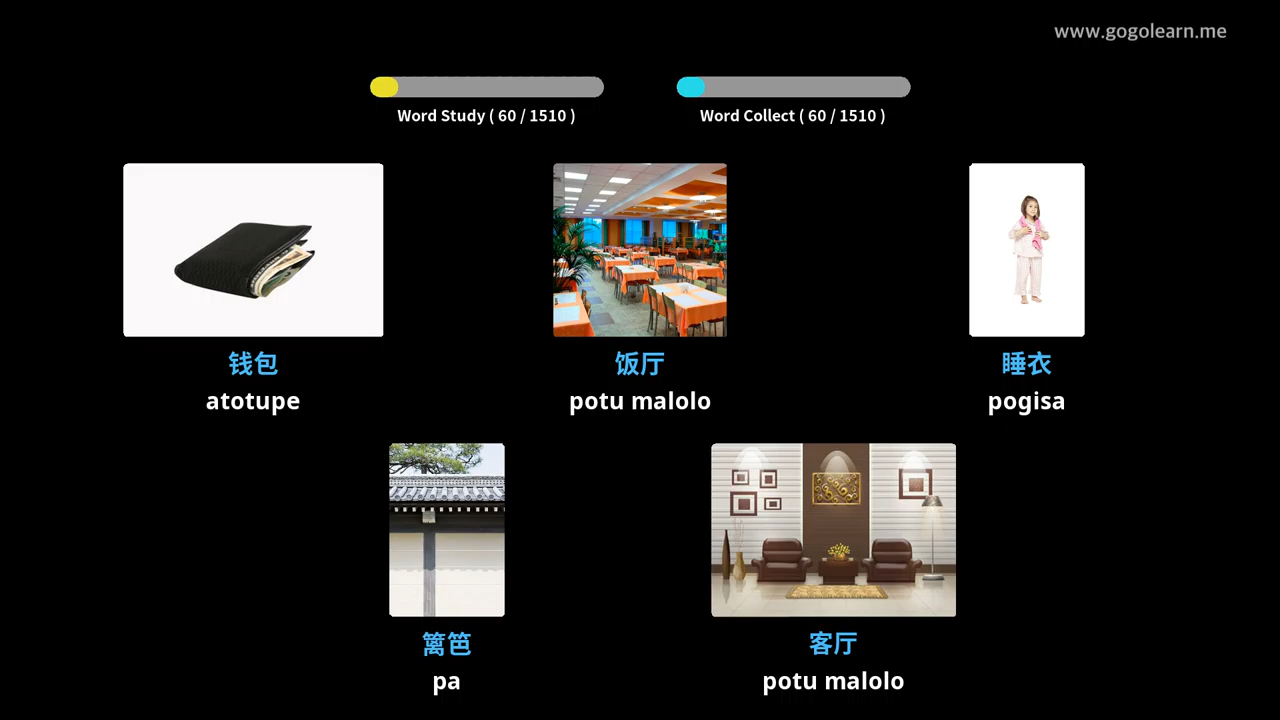 www.gogolearn.me
Word Study ( 60 / 1510 )
Word Collect ( 60 / 1510 )
钱包
atotupe
饭厅
potu malolo
睡衣
pogisa
篱笆
pa
客厅
potu malolo